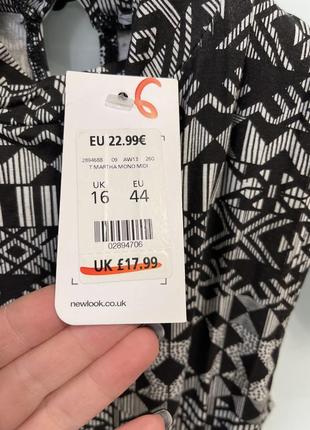 6
EU 22.99€
2894688 09 AW13 260
T MARTHA MONO MIDI
UK EU
16 44
02894706
UK £17.99
newlook.co.uk